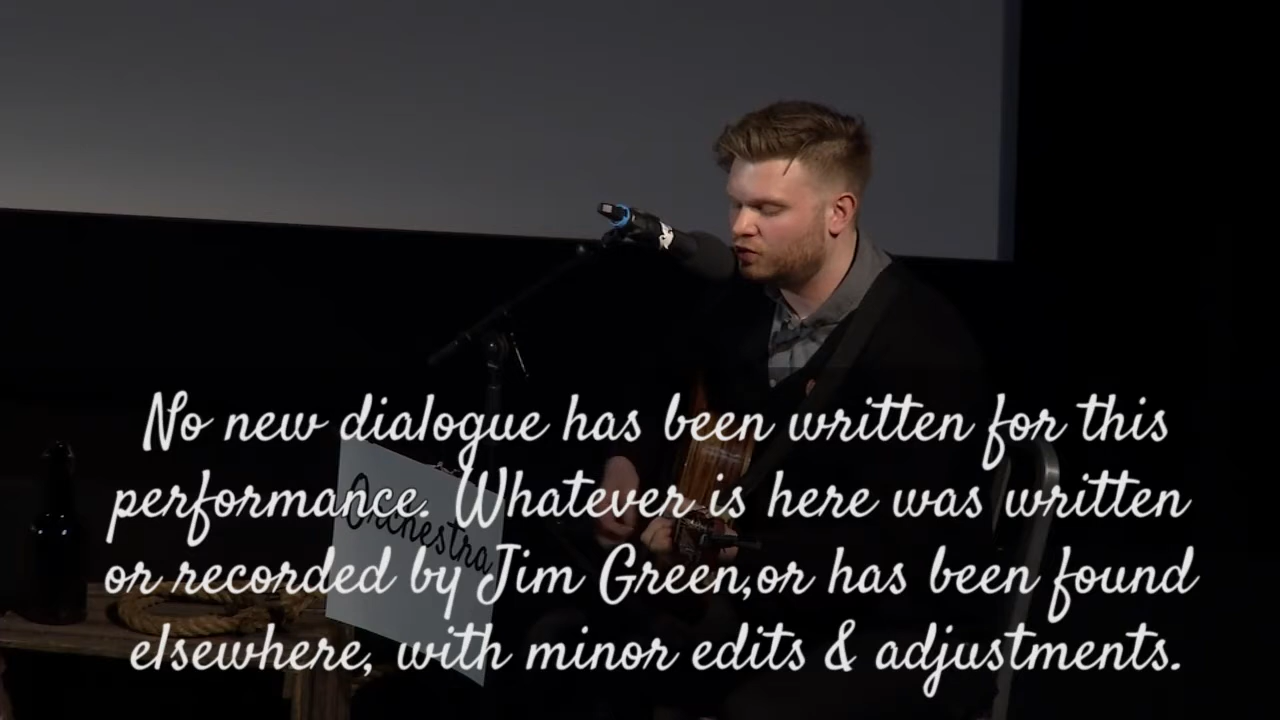 No new dialogue has been written for this
performance. Whatever is here was written
or recorded by Jim Green,or has been found
elsewhere, with minor edits & adjustments.
Orchestra